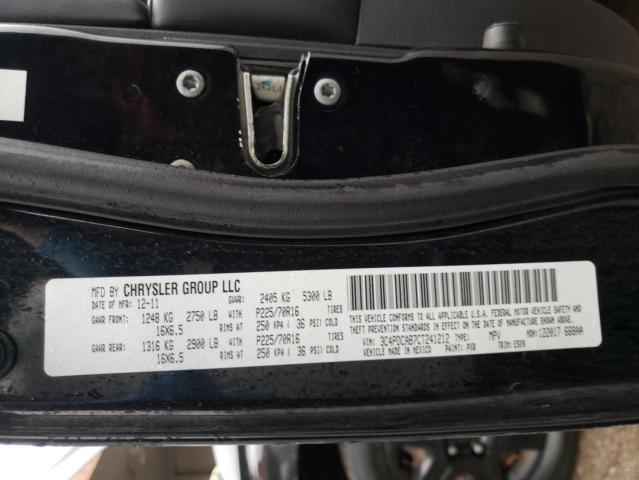 MFD BY CHRYSLER GROUP LLC
DATE OF MFR: 12-11 GVWR: 2405 KG 5300 LB
GAWR FRONT: 1248 KG 2750 LB WITH P225/70R16 TIRES
16X6.5 RIMS AT 250 KPA ( 36 PSI) COLD
GAWR REAR: 1316 KG 2900 LB WITH P225/70R16 TIRES
16X6.5 RIMS AT 250 KPA ( 36 PSI) COLD
THIS VEHICLE CONFORMS TO ALL APPLICABLE U.S.A. FEDERAL MOTOR VEHICLE SAFETY AND
THEFT PREVENTION STANDARDS IN EFFECT ON THE DATE OF MANUFACTURE SHOWN ABOVE.
VIN: 3C4PDCAB7CT241212 TYPE: MPV MDH: 122017
VEHICLE MADE IN MEXICO PAINT: PXR TRIM: